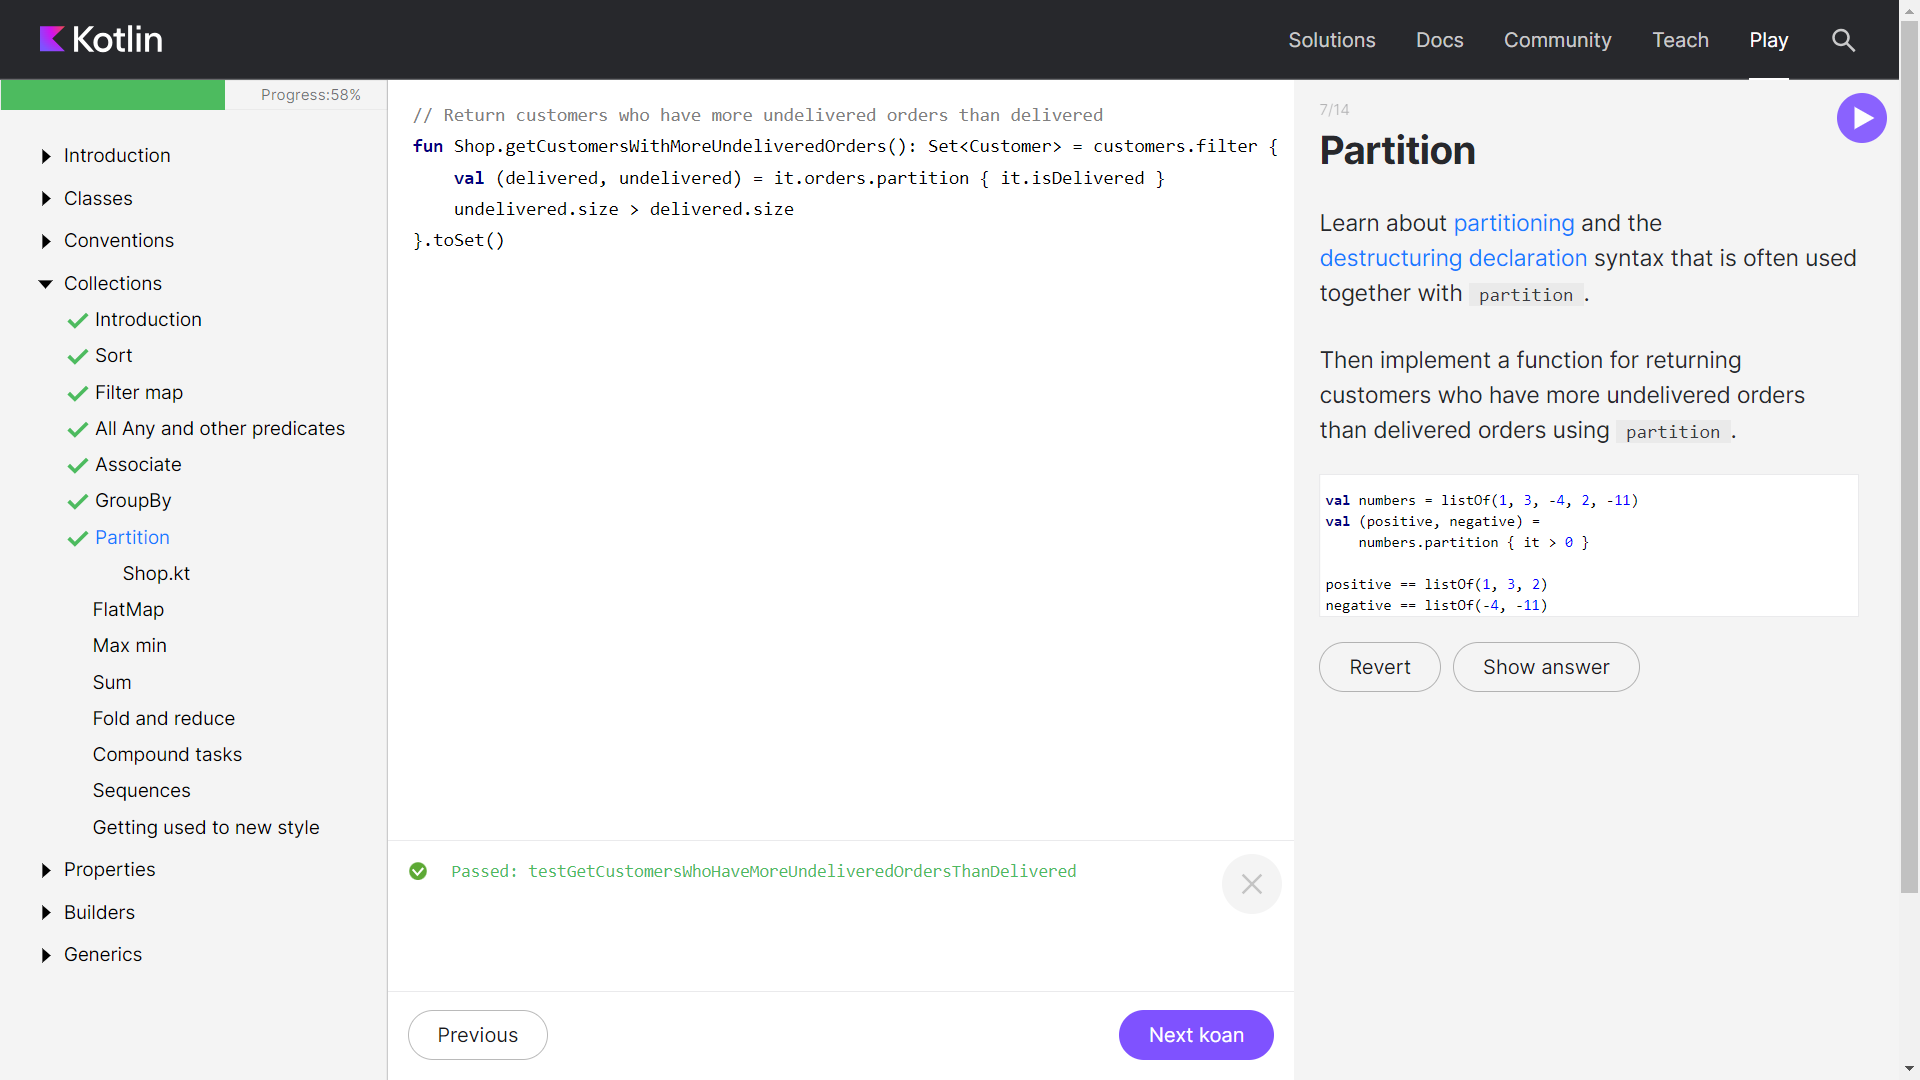 Kotlin
Solutions
Docs
Community
Teach
Play
Progress:58%
Introduction
Classes
Conventions
Collections
Introduction
Sort
Filter map
All Any and other predicates
Associate
GroupBy
Partition
Shop.kt
FlatMap
Max min
Sum
Fold and reduce
Compound tasks
Sequences
Getting used to new style
Properties
Builders
Generics
// Return customers who have more undelivered orders than delivered
fun Shop.getCustomersWithMoreUndeliveredOrders(): Set<Customer> = customers.filter {
    val (delivered, undelivered) = it.orders.partition { it.isDelivered }
    undelivered.size > delivered.size
}.toSet()
Passed: testGetCustomersWhoHaveMoreUndeliveredOrdersThanDelivered
Previous
Next koan
7/14
Partition
Learn about partitioning and the
destructuring declaration syntax that is often used
together with partition.
Then implement a function for returning
customers who have more undelivered orders
than delivered orders using partition.
val numbers = listOf(1, 3, -4, 2, -11)
val (positive, negative) =
    numbers.partition { it > 0 }
positive == listOf(1, 3, 2)
negative == listOf(-4, -11)
Revert
Show answer